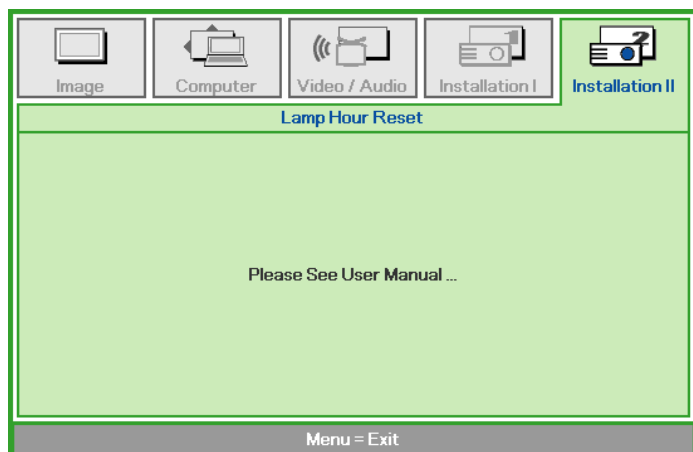 Image Computer Video / Audio Installation I Installation II
Lamp Hour Reset
Please See User Manual ...
Menu = Exit